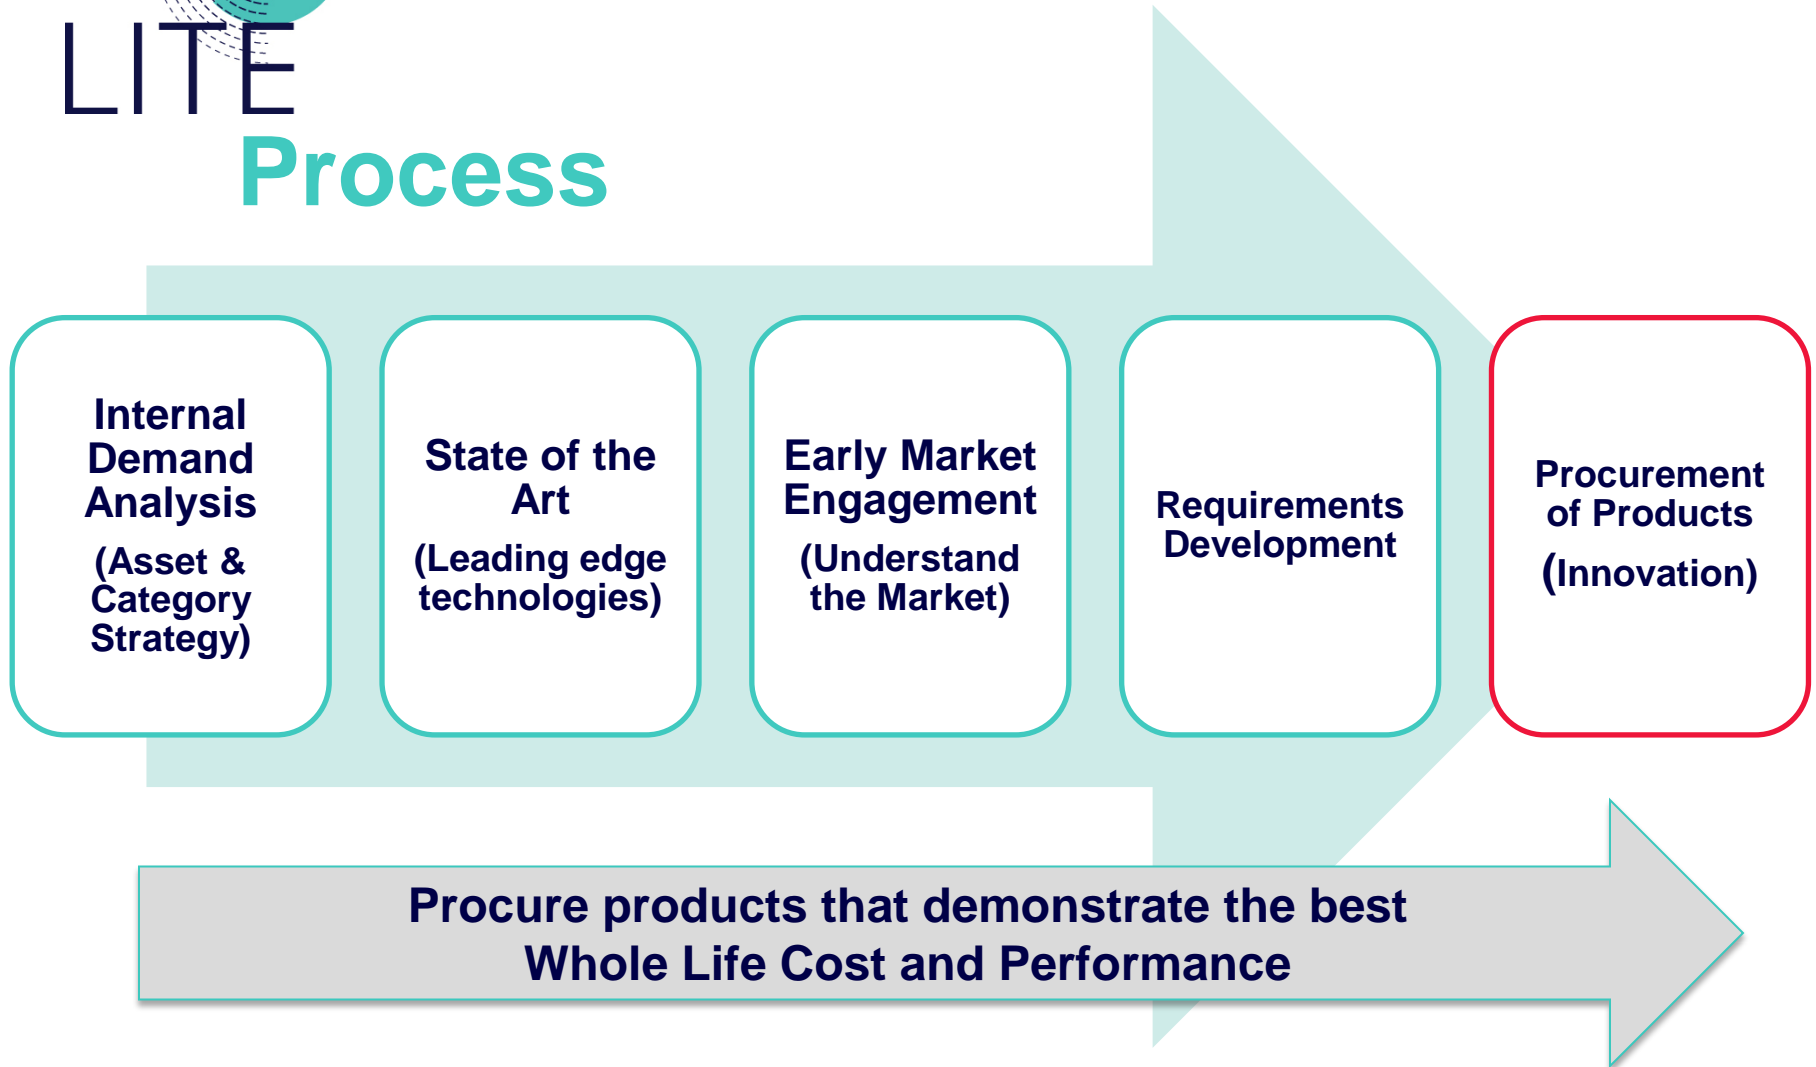 LITE
Process
Internal
Demand
Analysis
(Asset &
Category
Strategy)
State of the
Art
(Leading edge
technologies)
Early Market
Engagement
(Understand
the Market)
Requirements
Development
Procurement
of Products
(Innovation)
Procure products that demonstrate the best
Whole Life Cost and Performance